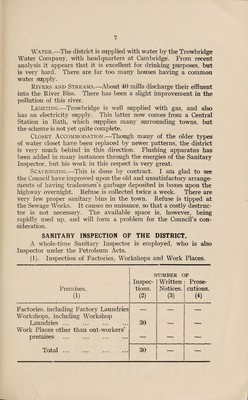 7
WATER.—The district is supplied with water by the Trowbridge
Water Company, with headquarters at Cambridge. From recent
analysis it appears that it is excellent for drinking purposes, but
is very hard. There are far too many houses having a common
water supply.
RIVERS AND STREAMS.—About 40 mills discharge their effluent
into the River Biss. There has been a slight improvement in the
pollution of this river.
LIGHTING.—Trowbridge is well supplied with gas, and also
has an electricity supply. This latter now comes from a Central
Station in Bath, which supplies many surrounding towns, but
the scheme is not yet quite complete.
CLOSET ACCOMMODATION.—Though many of the older types
of water closet have been replaced by newer patterns, the district
is very much behind in this direction. Flushing apparatus has
been added in many instances through the energies of the Sanitary
Inspector, but his work in this respect is very great.
SCAVENGING.—This is done by contract. I am glad to see
the Council have improved upon the old and unsatisfactory arrange-
ments of having tradesmen's garbage deposited in boxes upon the
highway overnight. Refuse is collected twice a week. There are
very few proper sanitary bins in the town. Refuse is tipped at
the Sewage Works. It causes no nuisance, so that a costly destruc-
tor is not necessary. The available space is, however, being
rapidly used up, and will form a problem for the Council's con-
sideration.
SANITARY INSPECTION OF THE DISTRICT.
A whole-time Sanitary Inspector is employed, who is also
Inspector under the Petroleum Acts.
(1). Inspection of Factories, Workshops and Work Places.
NUMBER OF
Premises. Inspec- Written Prose-
tions. Notices. cutions.
(1) (2) (3) (4)
Factories, including Factory Laundries — — —
Workshops, including Workshop
Laundries ... ... ... ... 30 — —
Work Places other than out-workers'
premises ... ... ... ... — — —
Total ... ... ... ... 30 — —